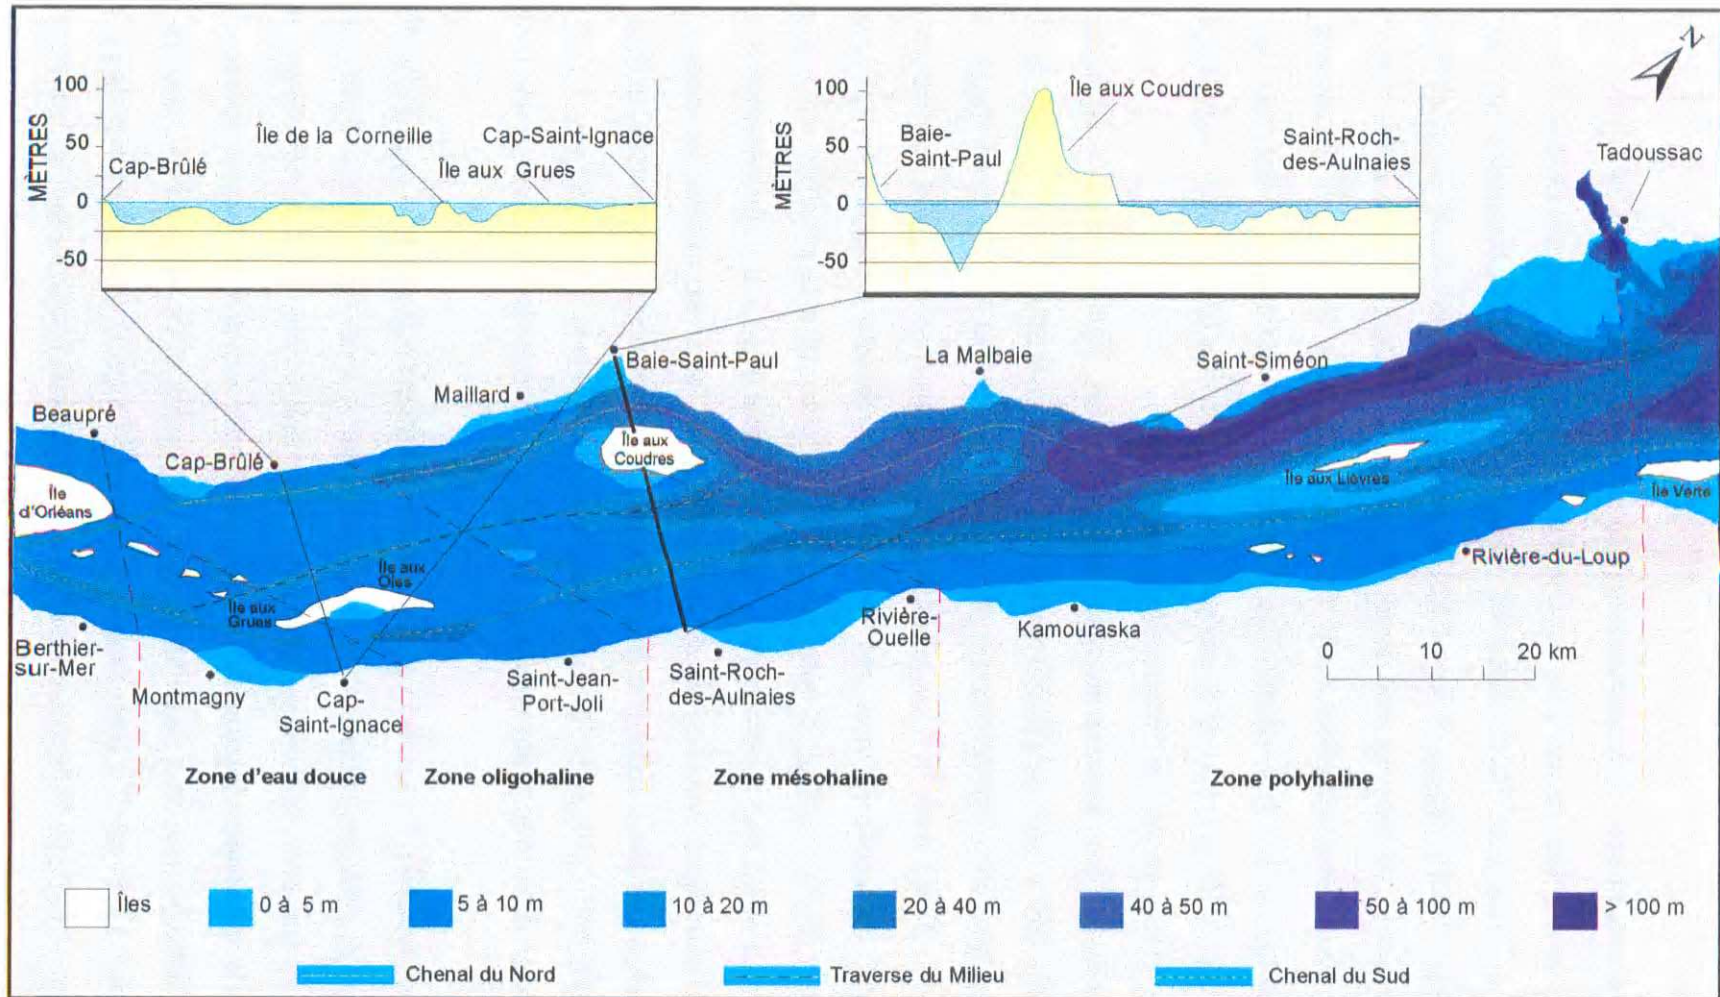 N
MÈTRES
100
50
0
-50
Cap-Brûlé
Île de la Corneille
Île aux Grues
Cap-Saint-Ignace
MÈTRES
100
50
0
-50
Baie-
Saint-Paul
Île aux Coudres
Saint-Roch-
des-Aulnaies
Tadoussac
Baie-Saint-Paul
La Malbaie
Saint-Siméon
Maillard
Beaupré
Cap-Brûlé
Île aux
Coudres
Île
d'Orléans
Île aux Lièvres
Île Verte
Île aux
Oies
Île aux
Grues
Rivière-du-Loup
Rivière-
Ouelle
Kamouraska
Berthier-
sur-Mer
Montmagny
Cap-
Saint-Ignace
Saint-Jean-
Port-Joli
Saint-Roch-
des-Aulnaies
0 10 20 km
Zone d'eau douce
Zone oligohaline
Zone mésohaline
Zone polyhaline
Îles
0 à 5 m
5 à 10 m
10 à 20 m
20 à 40 m
40 à 50 m
50 à 100 m
> 100 m
Chenal du Nord
Traverse du Milieu
Chenal du Sud